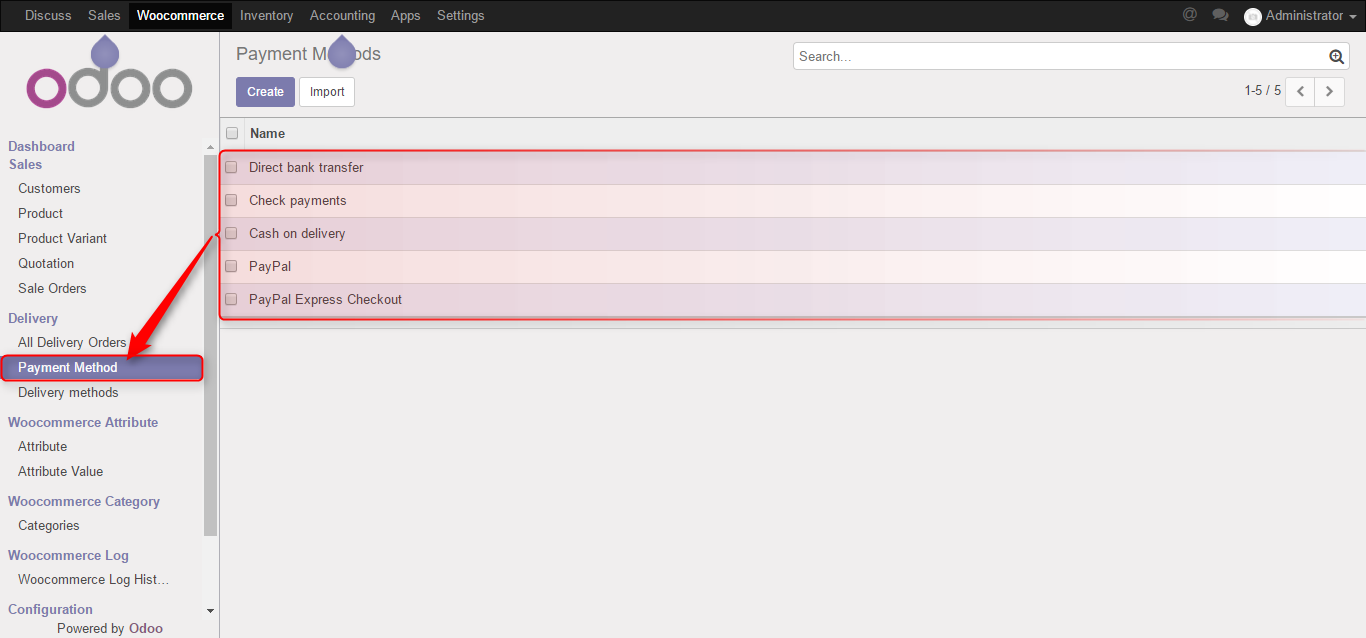 Discuss Sales Woocommerce Inventory Accounting Apps Settings @ Administrator
odoo
Payment M ds
Search...
Create Import
1-5 / 5
Dashboard
Sales
Customers
Product
Product Variant
Quotation
Sale Orders
Delivery
All Delivery Orders
Payment Method
Delivery methods
Woocommerce Attribute
Attribute
Attribute Value
Woocommerce Category
Categories
Woocommerce Log
Woocommerce Log Hist...
Configuration
Powered by Odoo
Name
Direct bank transfer
Check payments
Cash on delivery
PayPal
PayPal Express Checkout